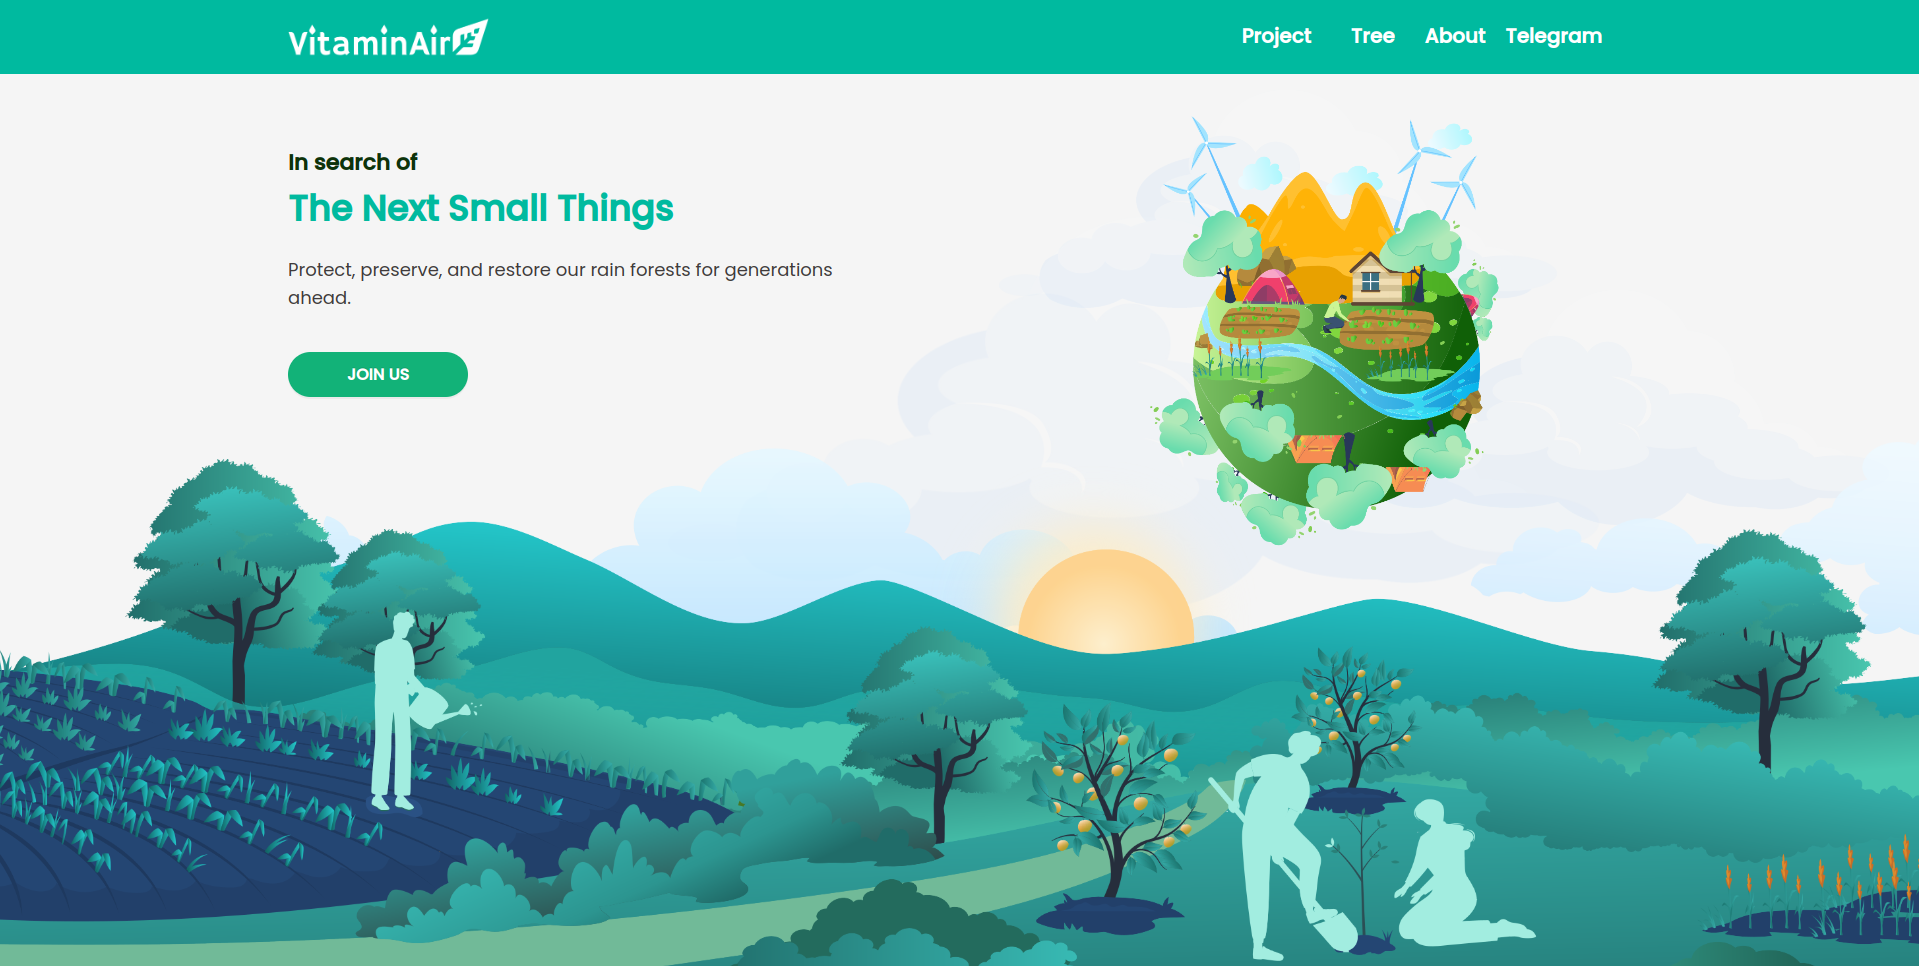 VitaminAir
Project Tree About Telegram
In search of
The Next Small Things
Protect, preserve, and restore our rain forests for generations
ahead.
JOIN US